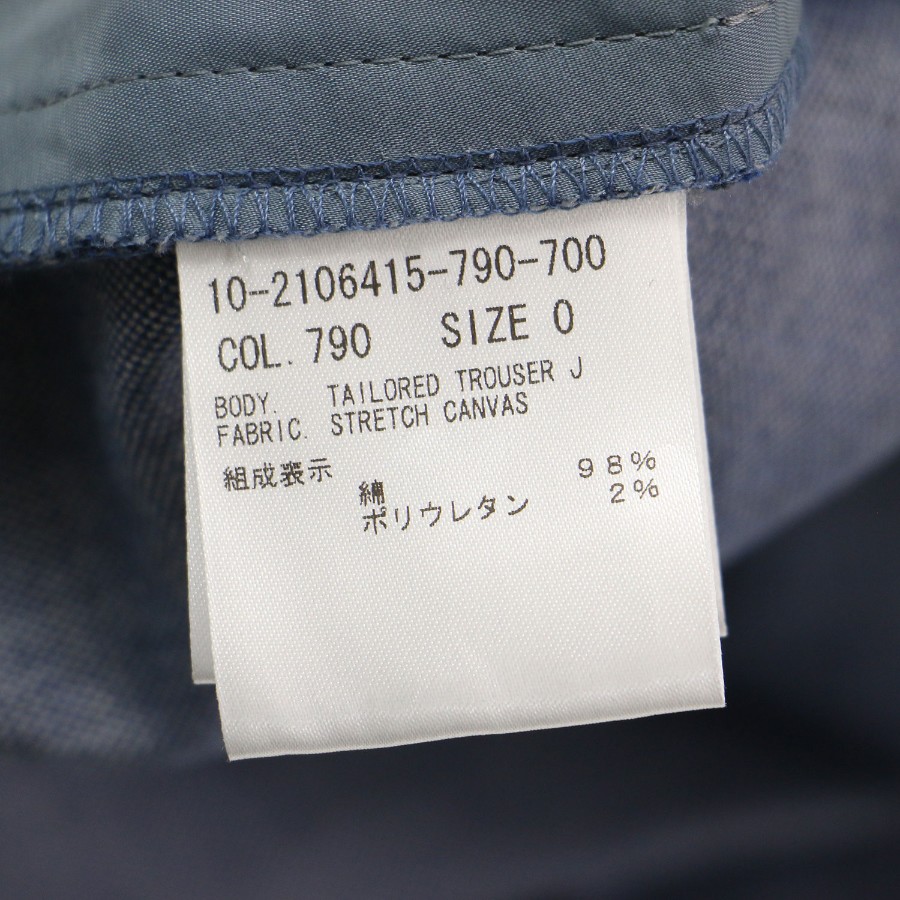 10-2106415-790-700
COL. 790 SIZE 0
BODY. TAILORED TROUSER J
FABRIC. STRETCH CANVAS
組成表示
綿 98%
ポリウレタン 2%